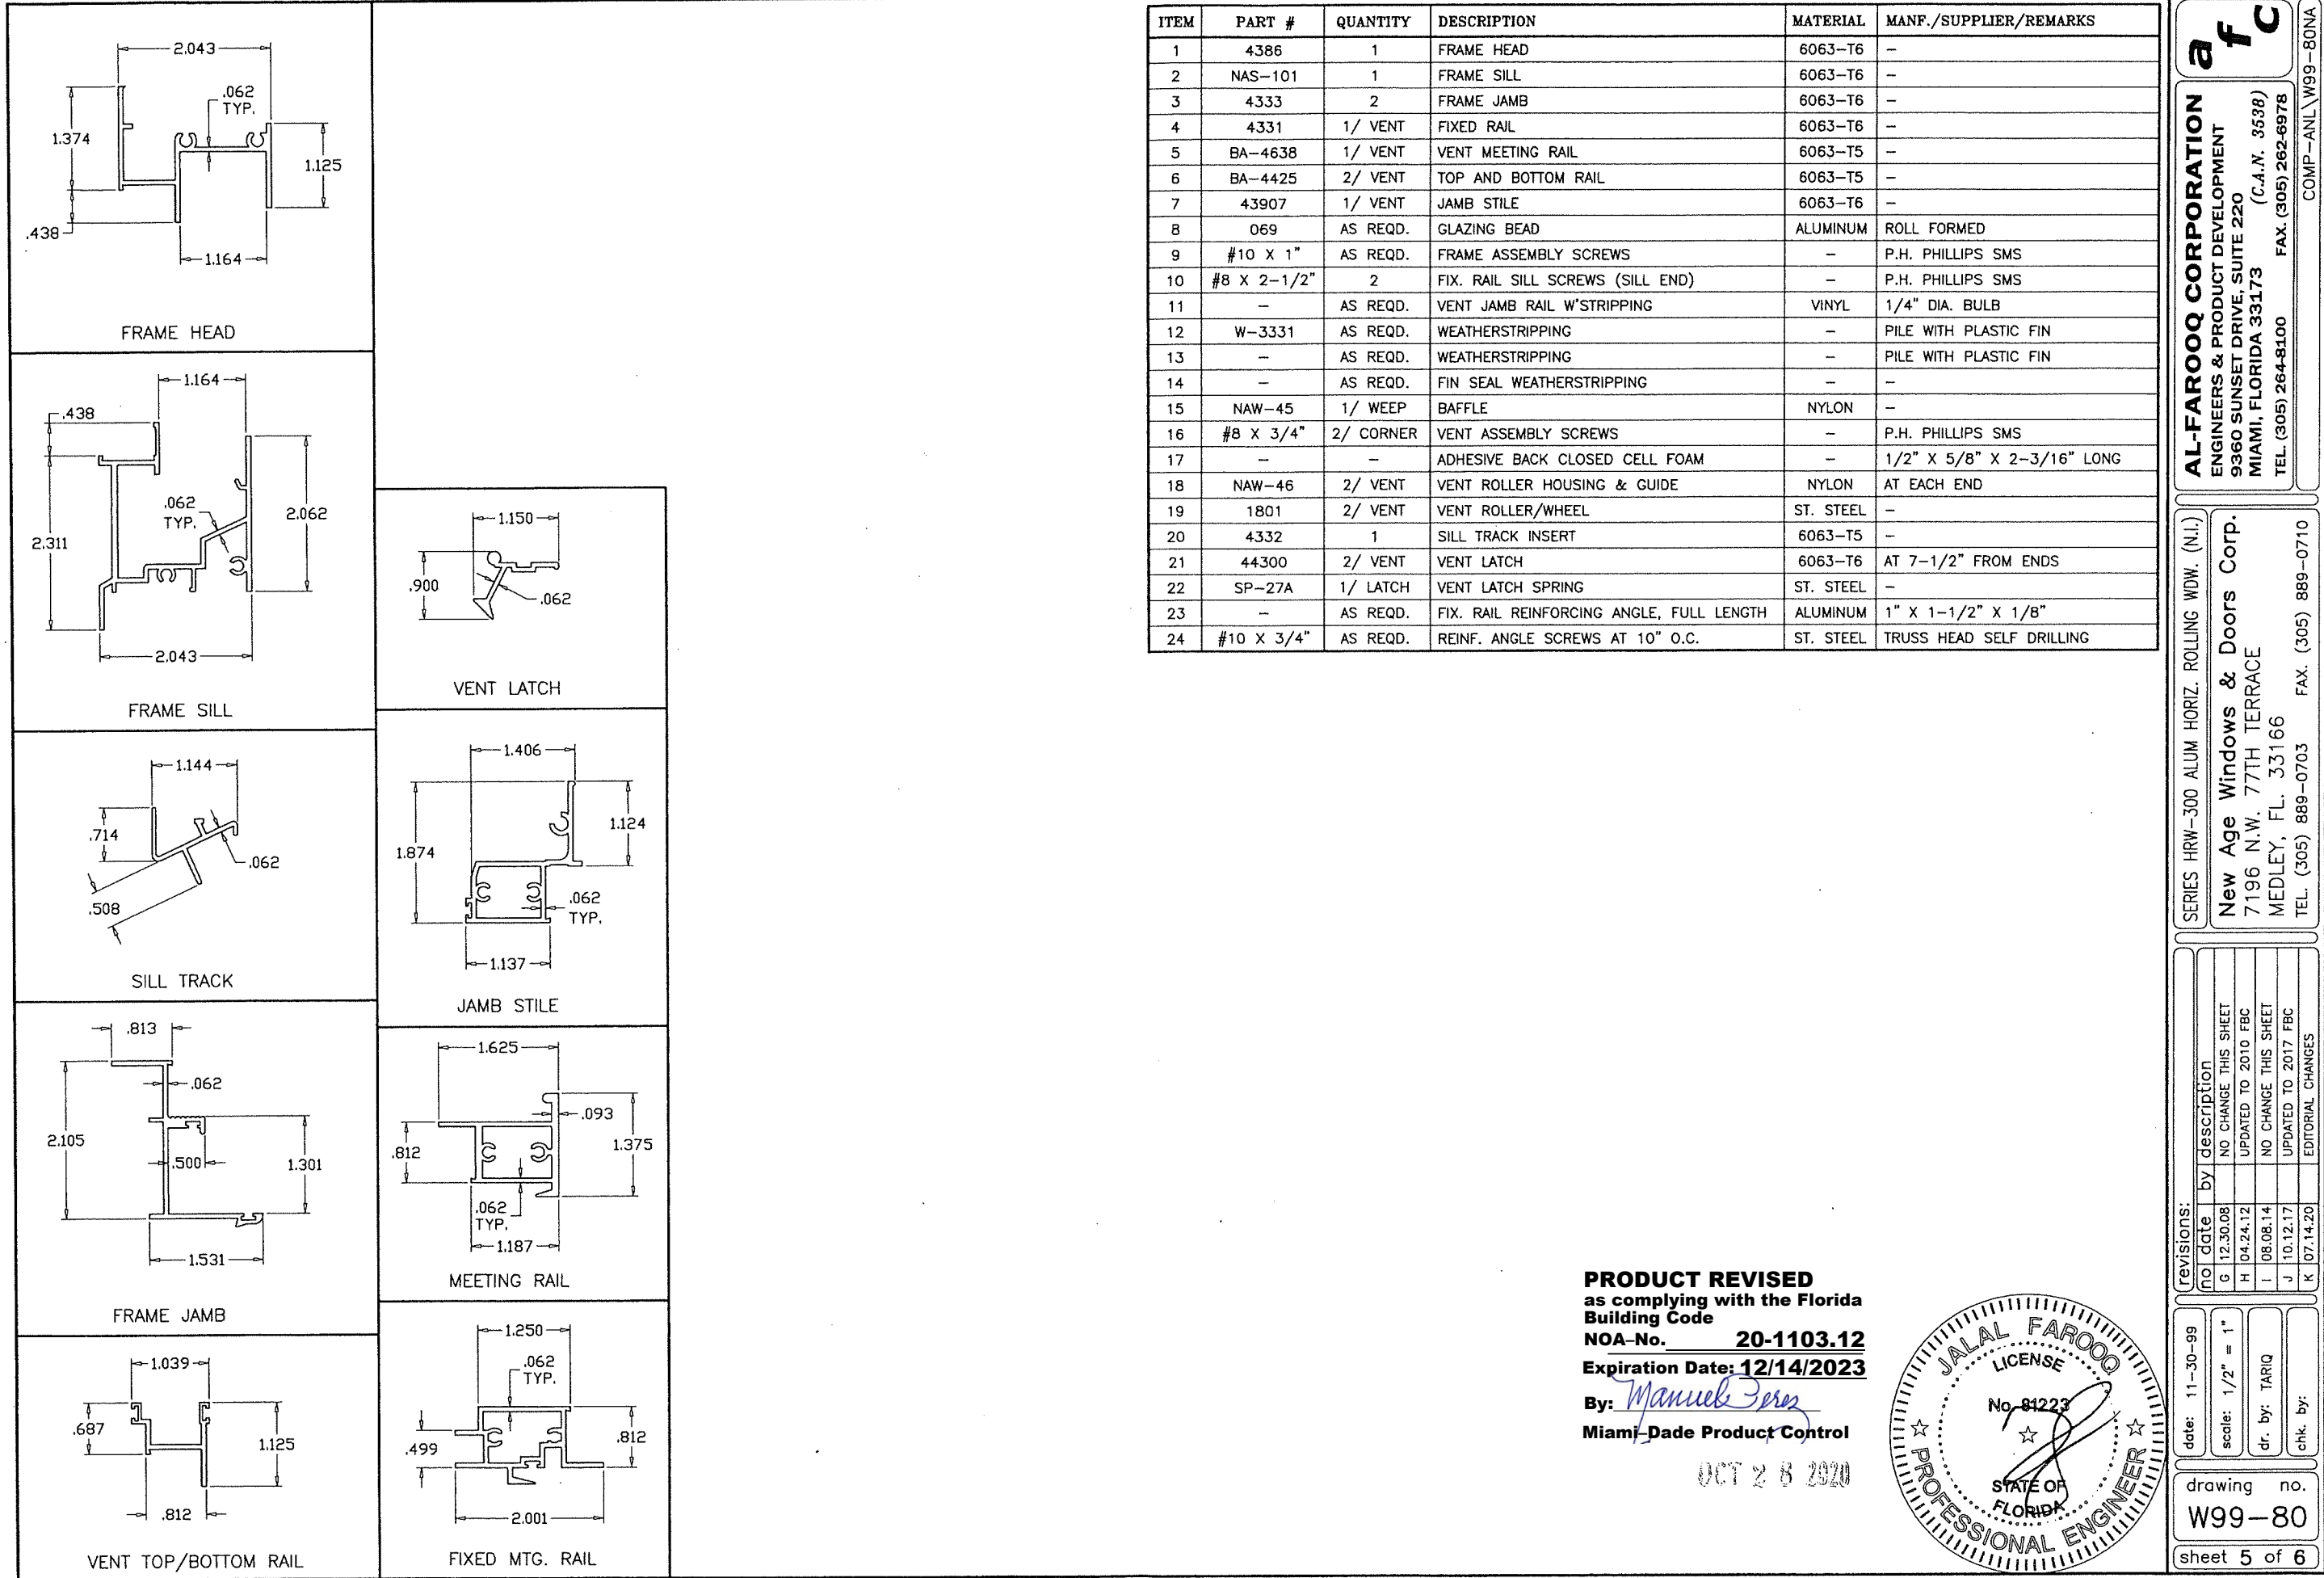 2.043
.062
TYP.
1.374
1.125
.438
1.164
FRAME HEAD
1.164
.438
.062
TYP.
2.062
2.311
2.043
FRAME SILL
1.144
.714
.062
.508
SILL TRACK
.813
.062
2.105
.500
1.301
1.531
FRAME JAMB
1.039
.687
1.125
.812
VENT TOP/BOTTOM RAIL
1.150
.900
.062
VENT LATCH
1.406
1.124
1.874
.062
TYP.
1.137
JAMB STILE
1.625
.093
.812
1.375
.062
TYP.
1.187
MEETING RAIL
1.250
.062
TYP.
.499
.812
2.001
FIXED MTG. RAIL
ITEM PART # QUANTITY DESCRIPTION MATERIAL MANF./SUPPLIER/REMARKS
1 4386 1 FRAME HEAD 6063-T6 -
2 NAS-101 1 FRAME SILL 6063-T6 -
3 4333 2 FRAME JAMB 6063-T6 -
4 4331 1/ VENT FIXED RAIL 6063-T6 -
5 BA-4638 1/ VENT VENT MEETING RAIL 6063-T5 -
6 BA-4425 2/ VENT TOP AND BOTTOM RAIL 6063-T5 -
7 43907 1/ VENT JAMB STILE 6063-T6 -
8 069 AS REQD. GLAZING BEAD ALUMINUM ROLL FORMED
9 #10 X 1" AS REQD. FRAME ASSEMBLY SCREWS - P.H. PHILLIPS SMS
10 #8 X 2-1/2" 2 FIX. RAIL SILL SCREWS (SILL END) - P.H. PHILLIPS SMS
11 - AS REQD. VENT JAMB RAIL W'STRIPPING VINYL 1/4" DIA. BULB
12 W-3331 AS REQD. WEATHERSTRIPPING - PILE WITH PLASTIC FIN
13 - AS REQD. WEATHERSTRIPPING - PILE WITH PLASTIC FIN
14 - AS REQD. FIN SEAL WEATHERSTRIPPING - -
15 NAW-45 1/ WEEP BAFFLE NYLON -
16 #8 X 3/4" 2/ CORNER VENT ASSEMBLY SCREWS - P.H. PHILLIPS SMS
17 - - ADHESIVE BACK CLOSED CELL FOAM - 1/2" X 5/8" X 2-3/16" LONG
18 NAW-46 2/ VENT VENT ROLLER HOUSING & GUIDE NYLON AT EACH END
19 1801 2/ VENT VENT ROLLER/WHEEL ST. STEEL -
20 4332 1 SILL TRACK INSERT 6063-T5 -
21 44300 2/ VENT VENT LATCH 6063-T6 AT 7-1/2" FROM ENDS
22 SP-27A 1/ LATCH VENT LATCH SPRING ST. STEEL -
23 - AS REQD. FIX. RAIL REINFORCING ANGLE, FULL LENGTH ALUMINUM 1" X 1-1/2" X 1/8"
24 #10 X 3/4" AS REQD. REINF. ANGLE SCREWS AT 10" O.C. ST. STEEL TRUSS HEAD SELF DRILLING
PRODUCT REVISED
as complying with the Florida
Building Code
NOA-No. 20-1103.12
Expiration Date: 12/14/2023
By: Manuel Perez
Miami-Dade Product Control
OCT 28 2020
JALAL FAROOQ
LICENSE
No. 81223
STATE OF
FLORIDA
PROFESSIONAL ENGINEER
afc
AL-FAROOQ CORPORATION
ENGINEERS & PRODUCT DEVELOPMENT
9360 SUNSET DRIVE, SUITE 220
MIAMI, FLORIDA 33173 (C.A.N. 3538)
TEL. (305) 264-8100 FAX. (305) 262-6978
COMP-ANL\W99-80NA
SERIES HRW-300 ALUM HORIZ. ROLLING WDW. (N.I.)
New Age Windows & Doors Corp.
7196 N.W. 77TH TERRACE
MEDLEY, FL. 33166
TEL. (305) 889-0703 FAX. (305) 889-0710
revisions:
no date by description
G 12.30.08 NO CHANGE THIS SHEET
H 04.24.12 UPDATED TO 2010 FBC
I 08.08.14 NO CHANGE THIS SHEET
J 10.12.17 UPDATED TO 2017 FBC
K 07.14.20 EDITORIAL CHANGES
date: 11-30-99
scale: 1/2" = 1"
dr. by: TARIQ
chk. by:
drawing no.
W99-80
sheet 5 of 6